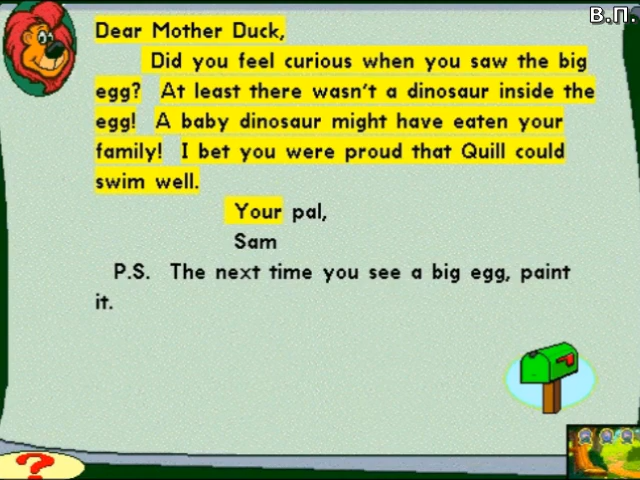 В.П.
Dear Mother Duck,
Did you feel curious when you saw the big
egg? At least there wasn't a dinosaur inside the
egg! A baby dinosaur might have eaten your
family! I bet you were proud that Quill could
swim well.
Your pal,
Sam
P.S. The next time you see a big egg, paint
it.
?